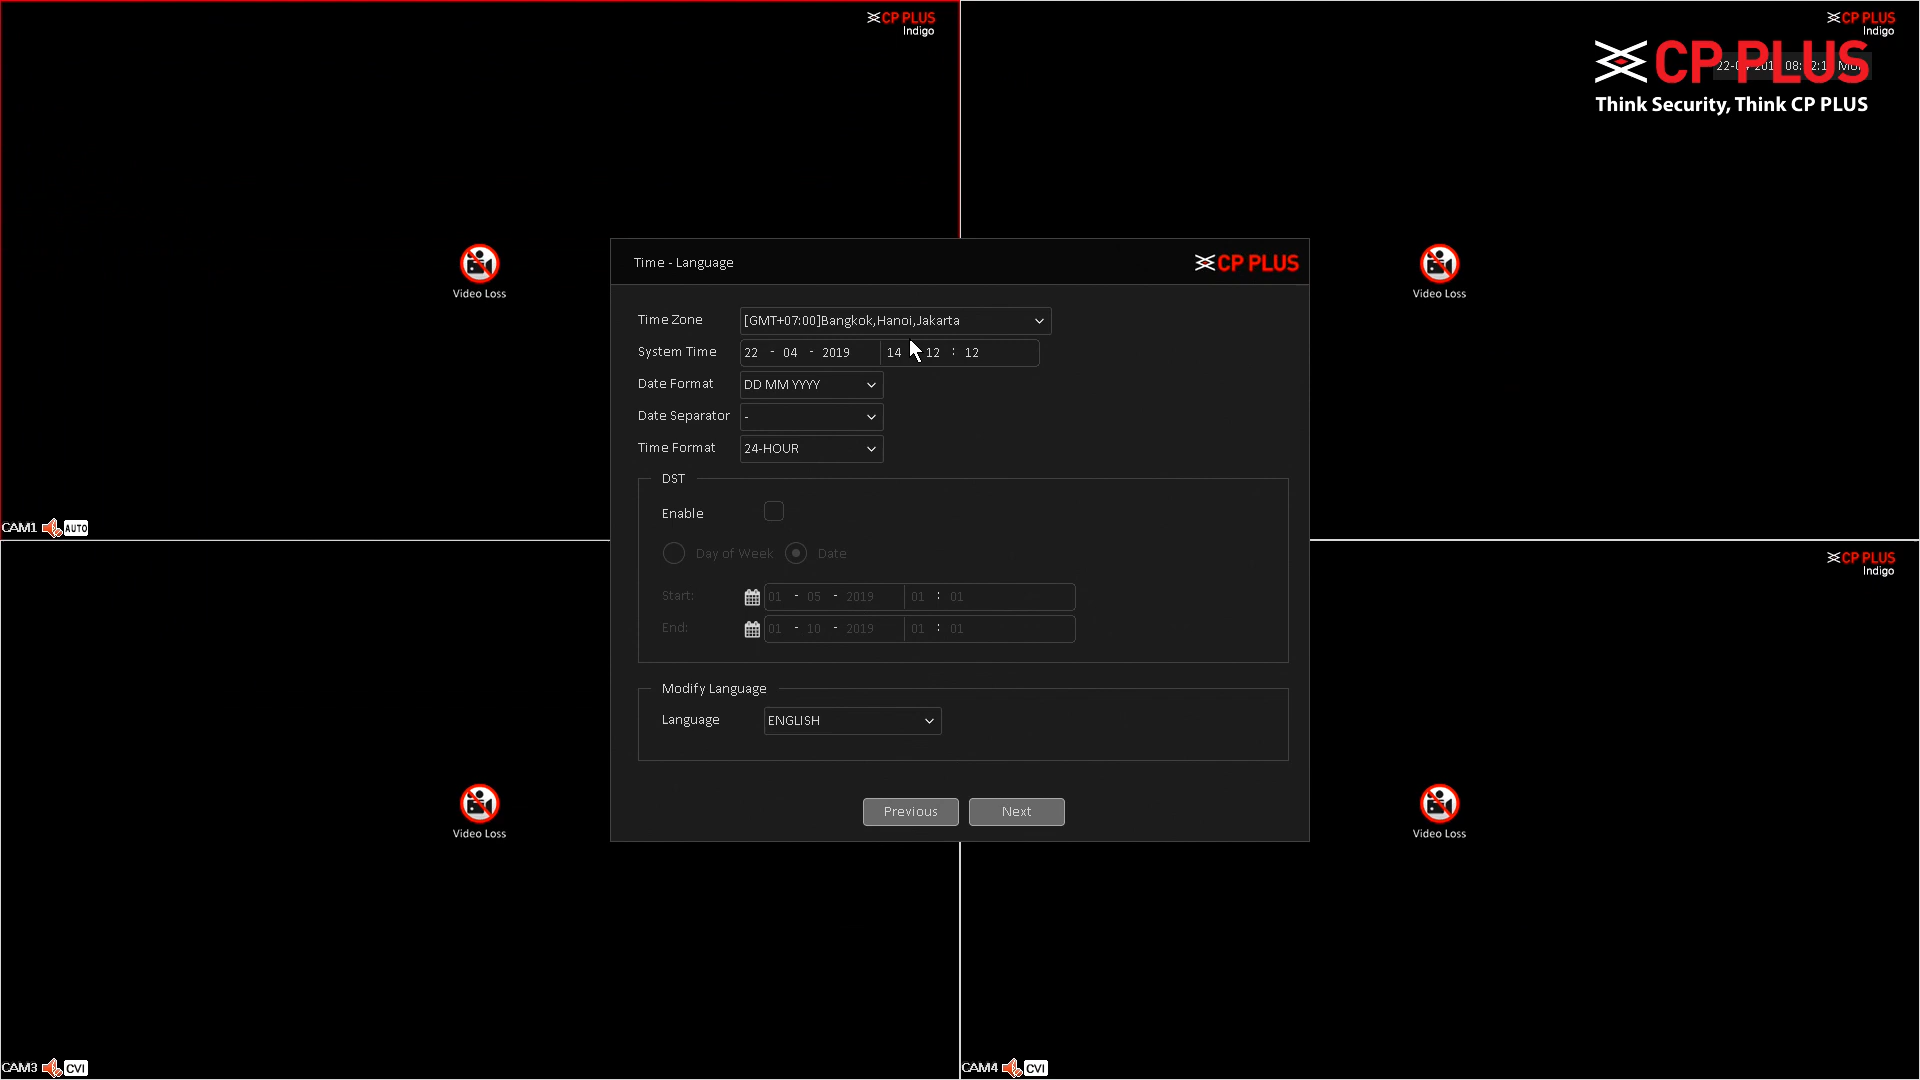 CP PLUS
Indigo
CP PLUS
Indigo
CP PLUS
Think Security, Think CP PLUS
Video Loss
Video Loss
Time - Language
CP PLUS
Time Zone [GMT+07:00]Bangkok,Hanoi,Jakarta
System Time 22 - 04 - 2019 14 12 : 12
Date Format DD MM YYYY
Date Separator -
Time Format 24-HOUR
DST
Enable
Day of Week Date
Start: 01 - 05 - 2019 01 : 01
End: 01 - 10 - 2019 01 : 01
Modify Language
Language ENGLISH
Previous Next
CAM1 AUTO
CP PLUS
Indigo
Video Loss
Video Loss
CAM3 CVI
CAM4 CVI